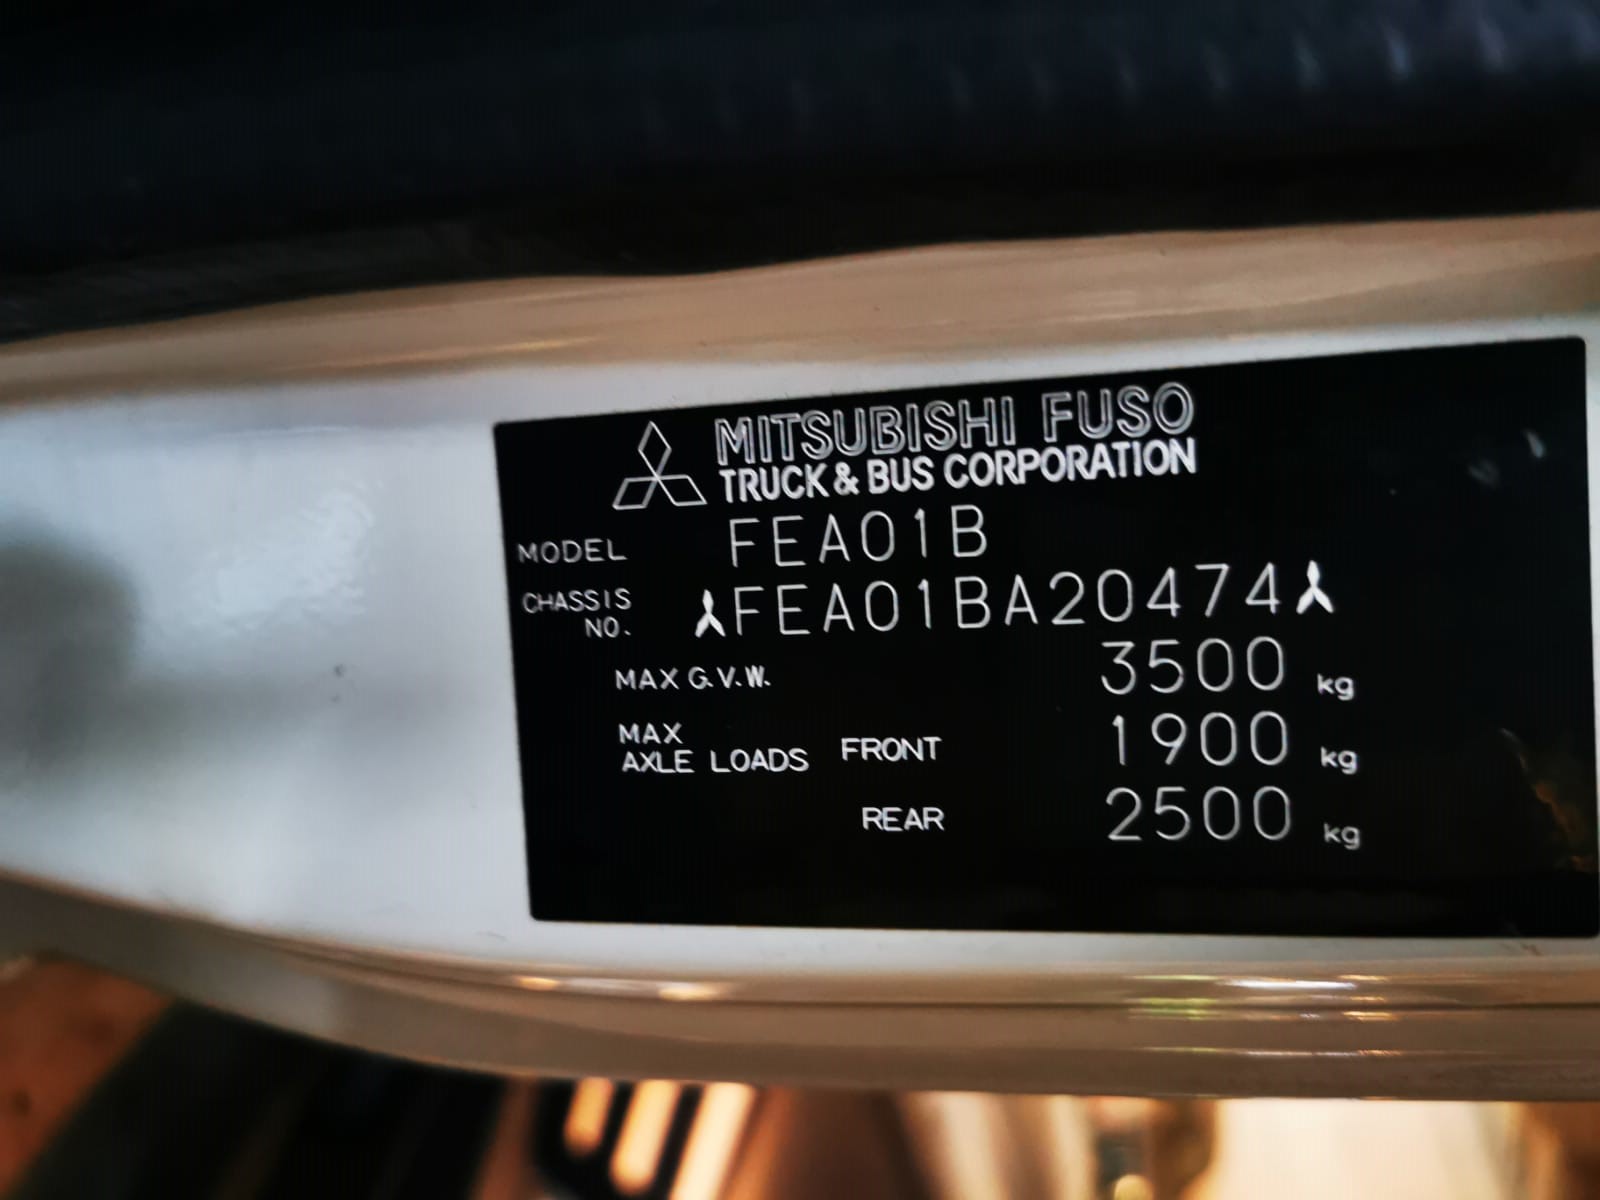 MITSUBISHI FUSO
TRUCK & BUS CORPORATION
MODEL FEA01B
CHASSIS NO. FEA01BA20474
MAX G.V.W. 3500 kg
MAX AXLE LOADS FRONT 1900 kg
REAR 2500 kg